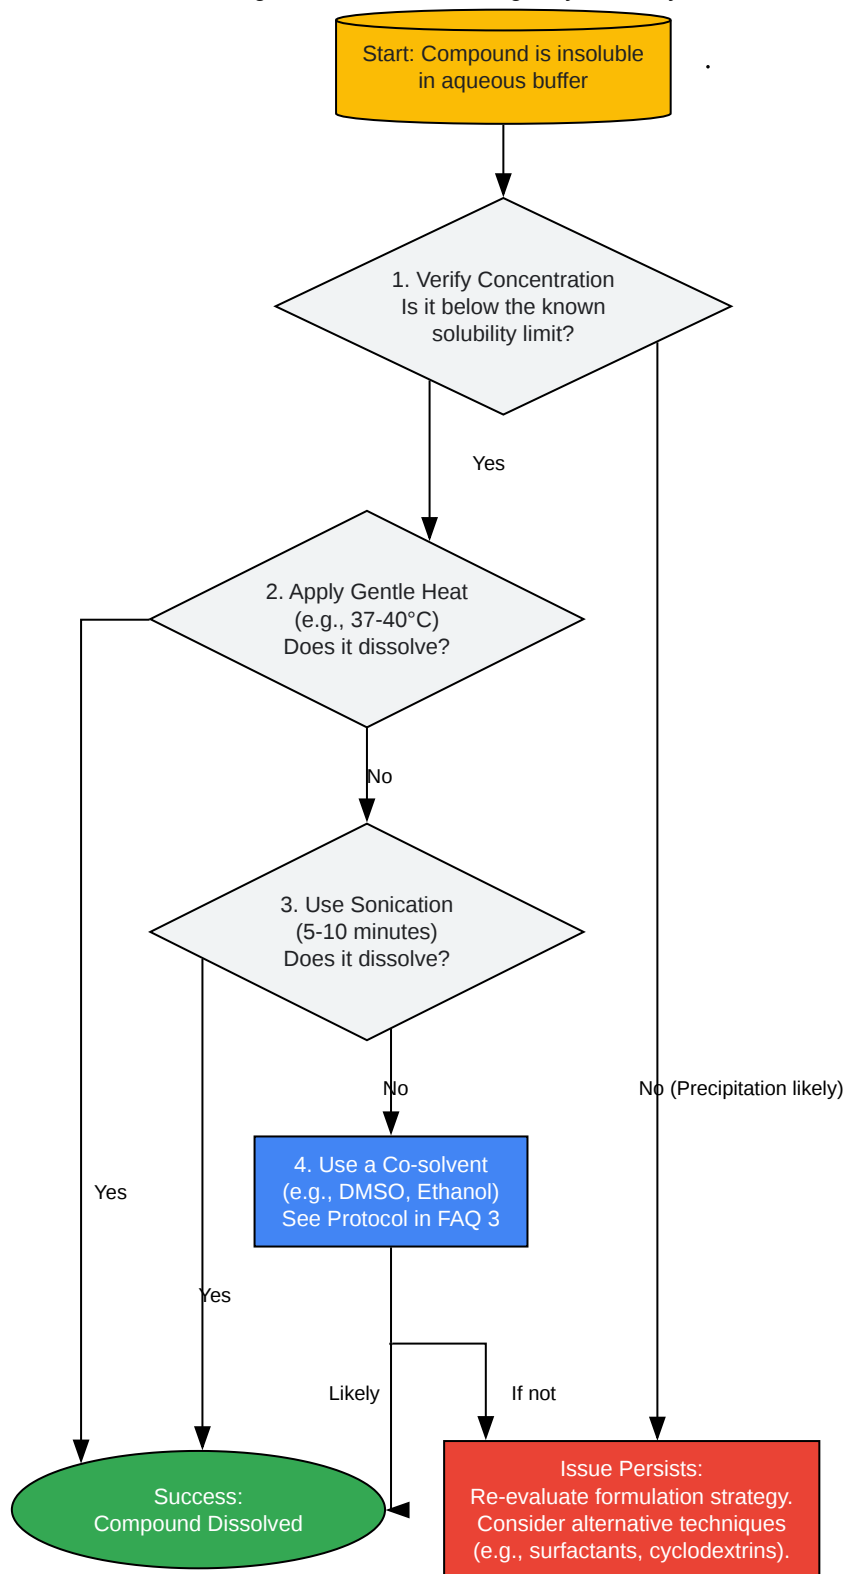 Start: Compound is insoluble
in aqueous buffer
.
1. Verify Concentration
Is it below the known
solubility limit?
Yes
2. Apply Gentle Heat
(e.g., 37-40°C)
Does it dissolve?
No
3. Use Sonication
(5-10 minutes)
Does it dissolve?
No
No (Precipitation likely)
4. Use a Co-solvent
(e.g., DMSO, Ethanol)
See Protocol in FAQ 3
Yes
Yes
Likely
If not
Success:
Compound Dissolved
Issue Persists:
Re-evaluate formulation strategy.
Consider alternative techniques
(e.g., surfactants, cyclodextrins).